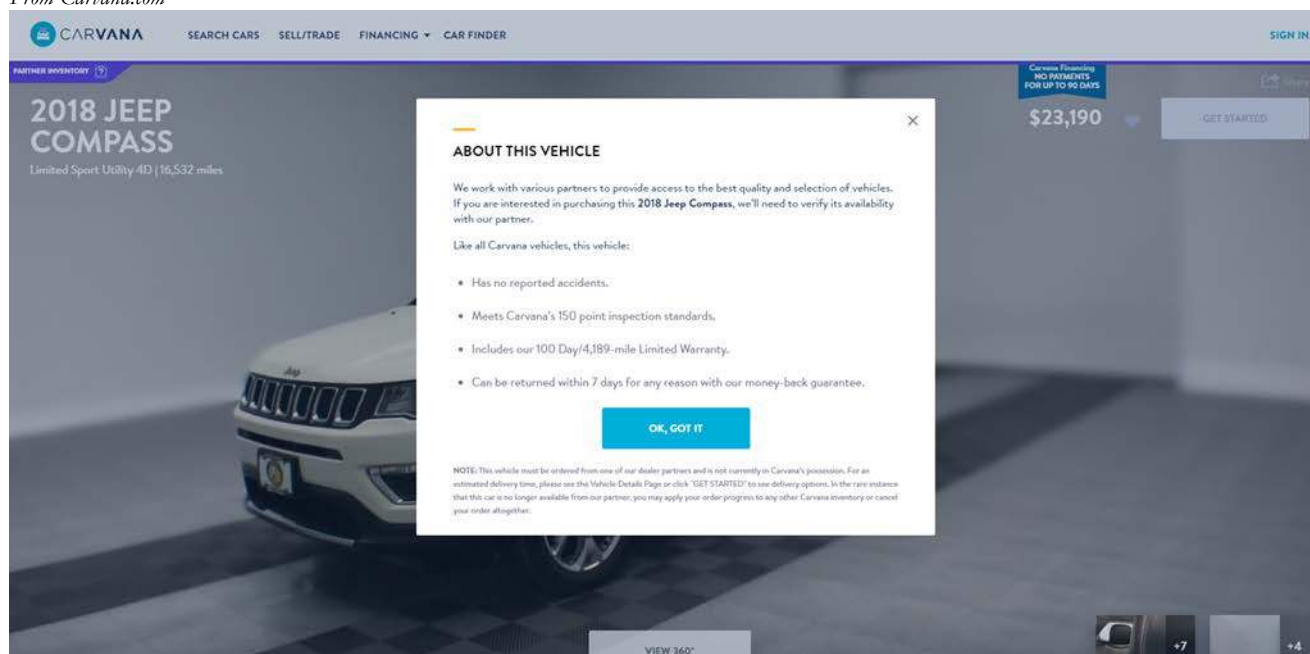 From Carvana.com
CARVANA SEARCH CARS SELL/TRADE FINANCING CAR FINDER SIGN IN
PARTNER INVENTORY ?
Carvana Financing
NO PAYMENTS
FOR UP TO 90 DAYS
Share
2018 JEEP
COMPASS
$23,190 GET STARTED
Limited Sport Utility 4D | 16,532 miles
ABOUT THIS VEHICLE
We work with various partners to provide access to the best quality and selection of vehicles.
If you are interested in purchasing this 2018 Jeep Compass, we'll need to verify its availability
with our partner.
Like all Carvana vehicles, this vehicle:
• Has no reported accidents.
• Meets Carvana's 150 point inspection standards.
• Includes our 100 Day/4,189-mile Limited Warranty.
• Can be returned within 7 days for any reason with our money-back guarantee.
OK, GOT IT
NOTE: This vehicle must be ordered from one of our dealer partners and is not currently in Carvana's possession. For an
estimated delivery time, please see the Vehicle Details Page or click "GET STARTED" to see delivery options. In the rare instance
that this car is no longer available from our partner, you may apply your order progress to any other Carvana inventory or cancel
your order altogether.
Jeep
VIEW 360°
+7
+4